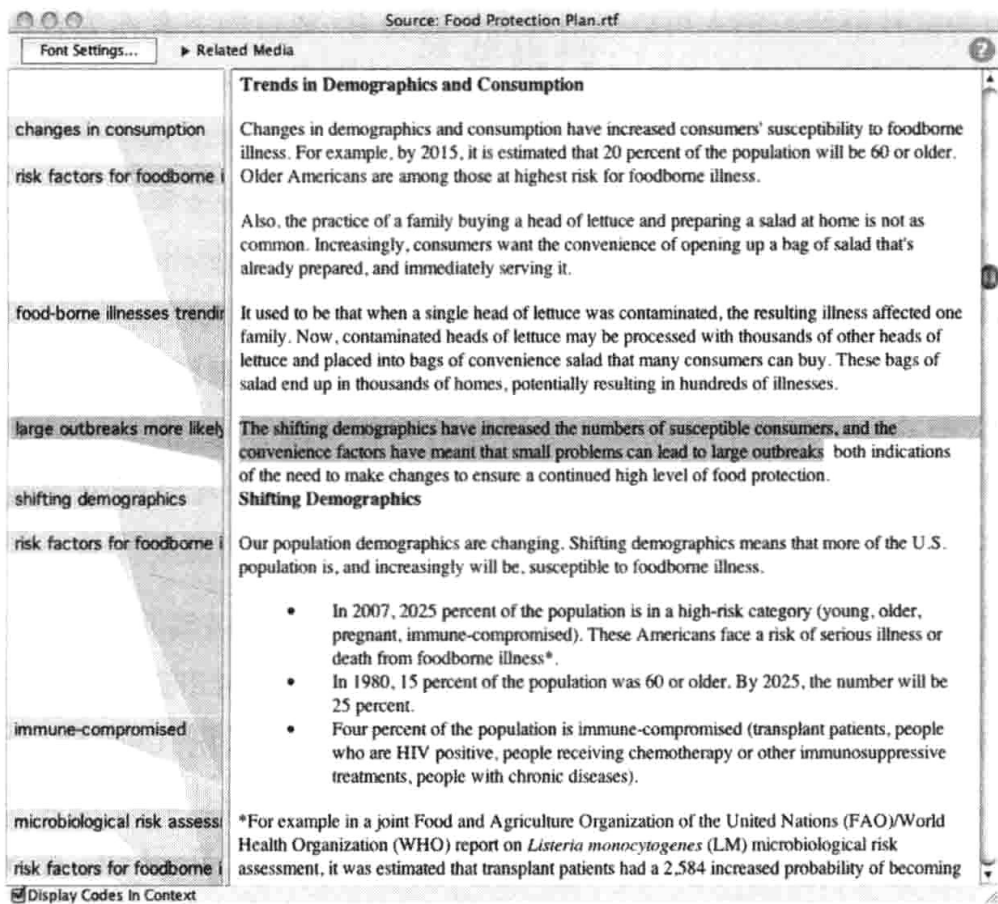 Source: Food Protection Plan.rtf
Font Settings...
▶ Related Media
?
Trends in Demographics and Consumption
changes in consumption
Changes in demographics and consumption have increased consumers' susceptibility to foodborne
illness. For example, by 2015, it is estimated that 20 percent of the population will be 60 or older.
risk factors for foodborne i
Older Americans are among those at highest risk for foodborne illness.
Also, the practice of a family buying a head of lettuce and preparing a salad at home is not as
common. Increasingly, consumers want the convenience of opening up a bag of salad that's
already prepared, and immediately serving it.
food-borne illnesses trendin
It used to be that when a single head of lettuce was contaminated, the resulting illness affected one
family. Now, contaminated heads of lettuce may be processed with thousands of other heads of
lettuce and placed into bags of convenience salad that many consumers can buy. These bags of
salad end up in thousands of homes, potentially resulting in hundreds of illnesses.
large outbreaks more likely
The shifting demographics have increased the numbers of susceptible consumers, and the
convenience factors have meant that small problems can lead to large outbreaks both indications
of the need to make changes to ensure a continued high level of food protection.
shifting demographics
Shifting Demographics
risk factors for foodborne i
Our population demographics are changing. Shifting demographics means that more of the U.S.
population is, and increasingly will be, susceptible to foodborne illness.
• In 2007, 2025 percent of the population is in a high-risk category (young, older,
pregnant, immune-compromised). These Americans face a risk of serious illness or
death from foodborne illness*.
• In 1980, 15 percent of the population was 60 or older. By 2025, the number will be
25 percent.
immune-compromised
• Four percent of the population is immune-compromised (transplant patients, people
who are HIV positive, people receiving chemotherapy or other immunosuppressive
treatments, people with chronic diseases).
microbiological risk assess
*For example in a joint Food and Agriculture Organization of the United Nations (FAO)/World
Health Organization (WHO) report on Listeria monocytogenes (LM) microbiological risk
risk factors for foodborne i
assessment, it was estimated that transplant patients had a 2,584 increased probability of becoming
Display Codes In Context